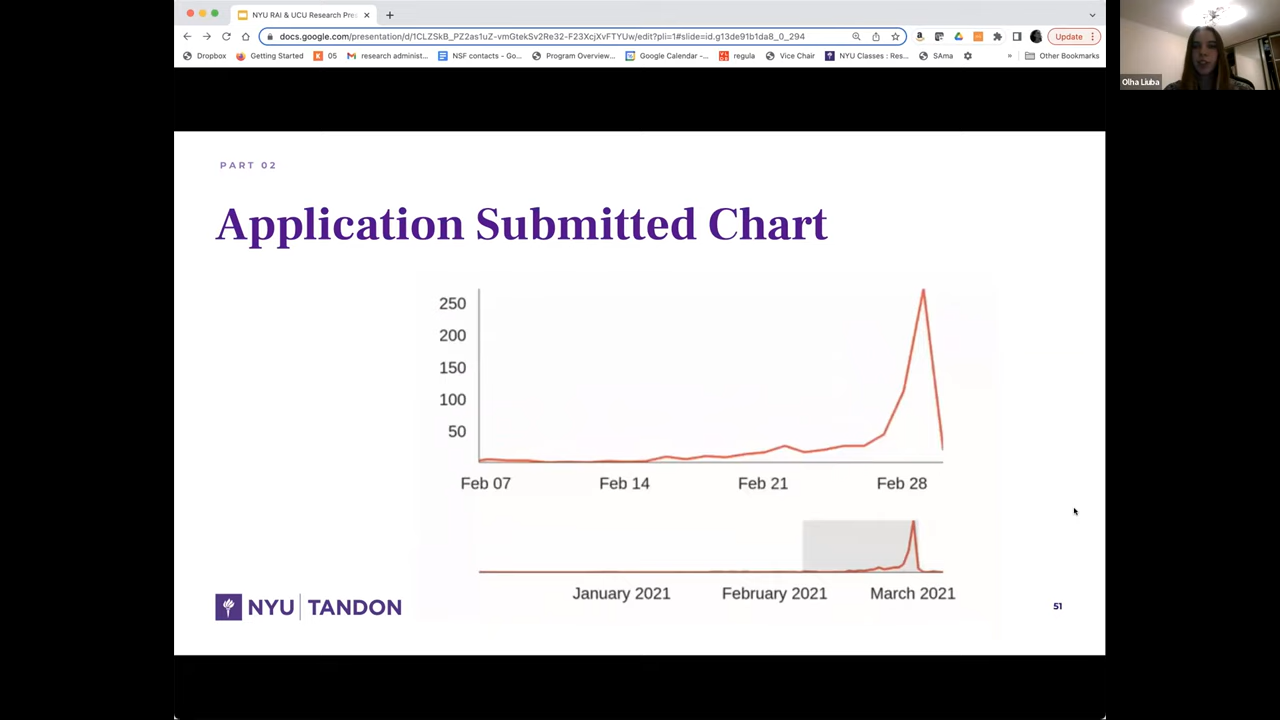 NYU RAI & UCU Research Pres
docs.google.com/presentation/d/1CLZSkB_PZ2as1uZ-vmGtekSv2Re32-F23XcjXvFTYUw/edit?pli=1#slide=id.g13de91b1da8_0_294
Update
Dropbox
Getting Started
05
research administ...
NSF contacts - Go...
Program Overview...
Google Calendar -...
regula
Vice Chair
NYU Classes : Res...
SAma
»
Other Bookmarks
Olha Liuba
PART 02
Application Submitted Chart
250
200
150
100
50
Feb 07 Feb 14 Feb 21 Feb 28
January 2021 February 2021 March 2021
NYU TANDON
51